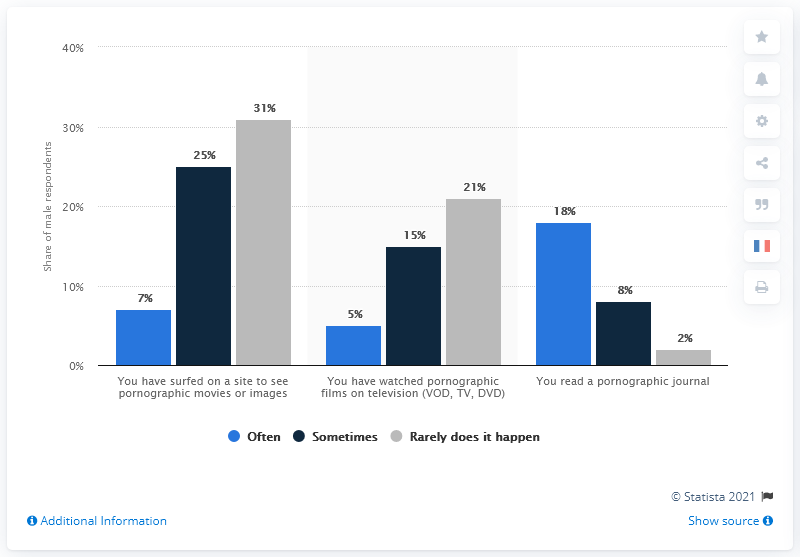 40%
30%
20%
10%
0%
Share of male respondents
7%
25%
31%
5%
15%
21%
18%
8%
2%
You have surfed on a site to see
pornographic movies or images
You have watched pornographic
films on television (VOD, TV, DVD)
You read a pornographic journal
Often
Sometimes
Rarely does it happen
© Statista 2021
Additional Information
Show source